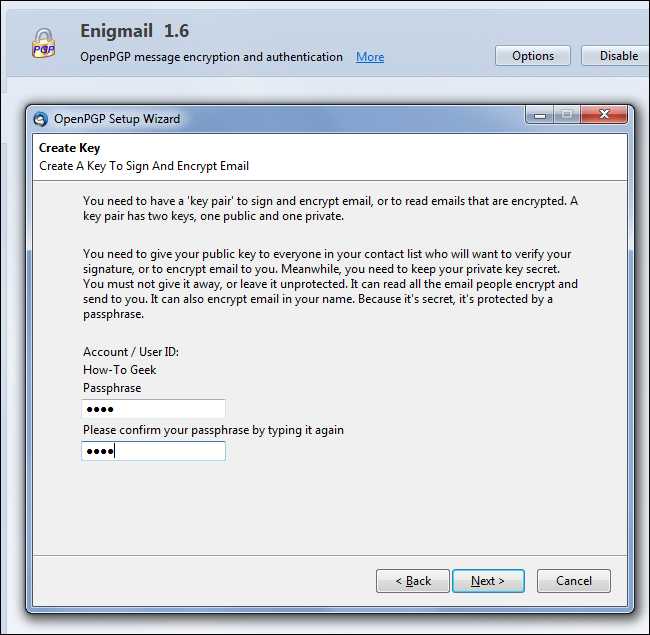 Enigmail 1.6
PGP
OpenPGP message encryption and authentication More
Options
Disable
OpenPGP Setup Wizard
Create Key
Create A Key To Sign And Encrypt Email
You need to have a 'key pair' to sign and encrypt email, or to read emails that are encrypted. A
key pair has two keys, one public and one private.
You need to give your public key to everyone in your contact list who will want to verify your
signature, or to encrypt email to you. Meanwhile, you need to keep your private key secret.
You must not give it away, or leave it unprotected. It can read all the email people encrypt and
send to you. It can also encrypt email in your name. Because it's secret, it's protected by a
passphrase.
Account / User ID:
How-To Geek
Passphrase
●●●●
Please confirm your passphrase by typing it again
●●●●
< Back
Next >
Cancel